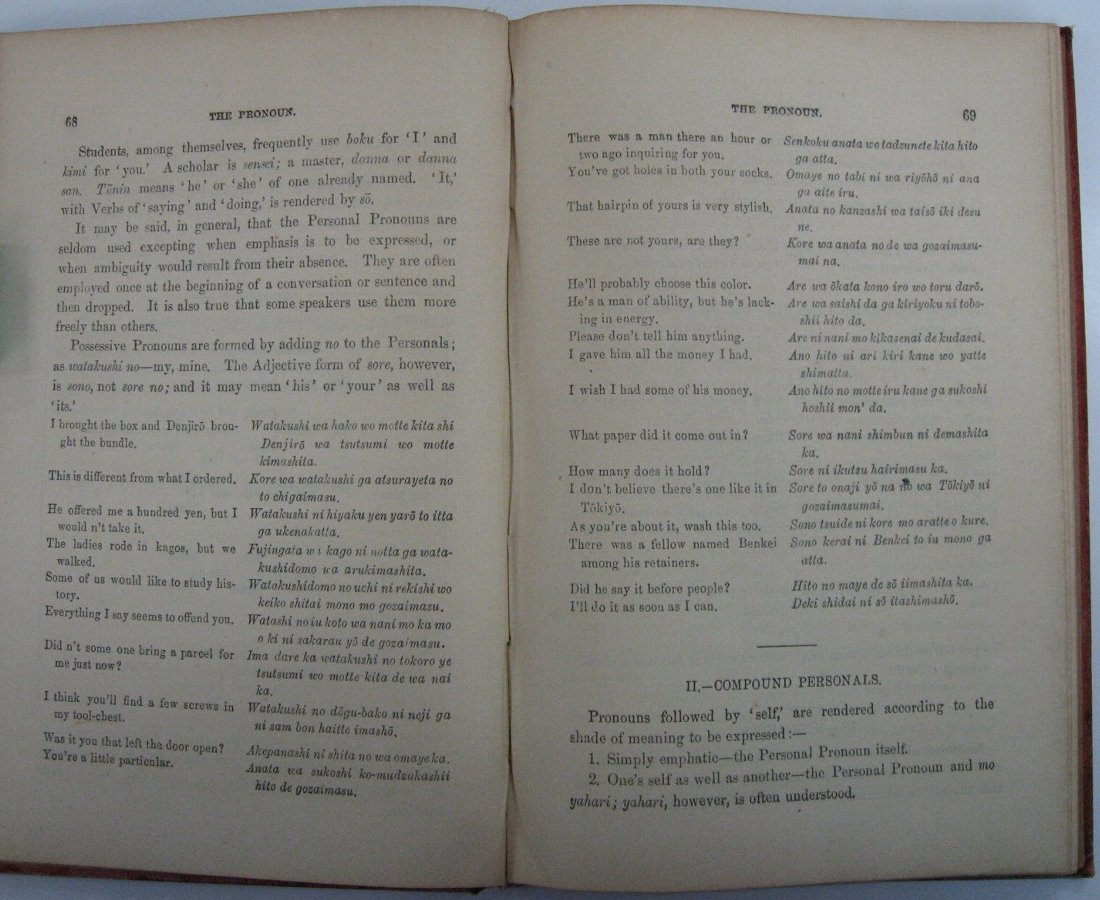 68
THE PRONOUN.
Students, among themselves, frequently use boku for ‘I’ and
kimi for ‘you.’ A scholar is sensei; a master, danna or danna
san. Tōnin means ‘he’ or ‘she’ of one already named. ‘It,’
with Verbs of ‘saying’ and ‘doing,’ is rendered by sō.
It may be said, in general, that the Personal Pronouns are
seldom used excepting when emphasis is to be expressed, or
when ambiguity would result from their absence. They are often
employed once at the beginning of a conversation or sentence and
then dropped. It is also true that some speakers use them more
freely than others.
Possessive Pronouns are formed by adding no to the Personals;
as watakushi no—my, mine. The Adjective form of sore, however,
is sono, not sore no; and it may mean ‘his’ or ‘your’ as well as
‘its.’
I brought the box and Denjirō brou-
ght the bundle.
Watakushi wa hako wo motte kita shi
Denjirō wa tsutsumi wo motte
kimashita.
This is different from what I ordered.
Kore wa watakushi ga atsurayeta no
to chigaimasu.
He offered me a hundred yen, but I
would n't take it.
Watakushi ni hiyaku yen yarō to itta
ga ukenakatta.
The ladies rode in kagos, but we
walked.
Fujingata wa kago ni notta ga wata-
kushidomo wa arukimashita.
Some of us would like to study his-
tory.
Watakushidomo no uchi ni rekishi wo
keiko shitai mono mo gozaimasu.
Everything I say seems to offend you.
Watashi no iu koto wa nani mo ka mo
o ki ni sakarau yō de gozaimasu.
Did n't some one bring a parcel for
me just now?
Ima dare ka watakushi no tokoro ye
tsutsumi wo motte kita de wa nai
ka.
I think you'll find a few screws in
my tool-chest.
Watakushi no dōgu-bako ni neji ga
ni sam bon haitte imashō.
Was it you that left the door open?
Akepanashi ni shita no wa omaye ka.
You're a little particular.
Anata wa sukoshi ko-mudzukashii
hito de gozaimasu.
THE PRONOUN.
69
There was a man there an hour or
two ago inquiring for you.
Senkoku anata wo tadzunete kita hito
ga atta.
You've got holes in both your socks.
Omaye no tabi ni wa riyōhō ni ana
ga aite iru.
That hairpin of yours is very stylish.
Anata no kanzashi wa taisō iki desu
ne.
These are not yours, are they?
Kore wa anata no de wa gozaimasu-
mai na.
He'll probably choose this color.
Are wa ōkata kono iro wo toru darō.
He's a man of ability, but he's lack-
ing in energy.
Are wa saishi da ga kiriyoku ni tobo-
shii hito da.
Please don't tell him anything.
Are ni nani mo kikasenai de kudasai.
I gave him all the money I had.
Ano hito ni ari kiri kane wo yatte
shimatta.
I wish I had some of his money.
Ano hito no motte iru kane ga sukoshi
hoshii mon' da.
What paper did it come out in?
Sore wa nani shimbun ni demashita
ka.
How many does it hold?
Sore ni ikutsu hairimasu ka.
I don't believe there's one like it in
Tōkiyō.
Sore to onaji yō na no wa Tōkiyō ni
gozaimasumai.
As you're about it, wash this too.
Sono tsuide ni kore mo aratte o kure.
There was a fellow named Benkei
among his retainers.
Sono kerai ni Benkei to iu mono ga
atta.
Did he say it before people?
Hito no maye de sō iimashita ka.
I'll do it as soon as I can.
Deki shidai ni sō itashimashō.
II.—COMPOUND PERSONALS.
Pronouns followed by ‘self,’ are rendered according to the
shade of meaning to be expressed:—
1. Simply emphatic—the Personal Pronoun itself.
2. One's self as well as another—the Personal Pronoun and mo
yahari; yahari, however, is often understood.